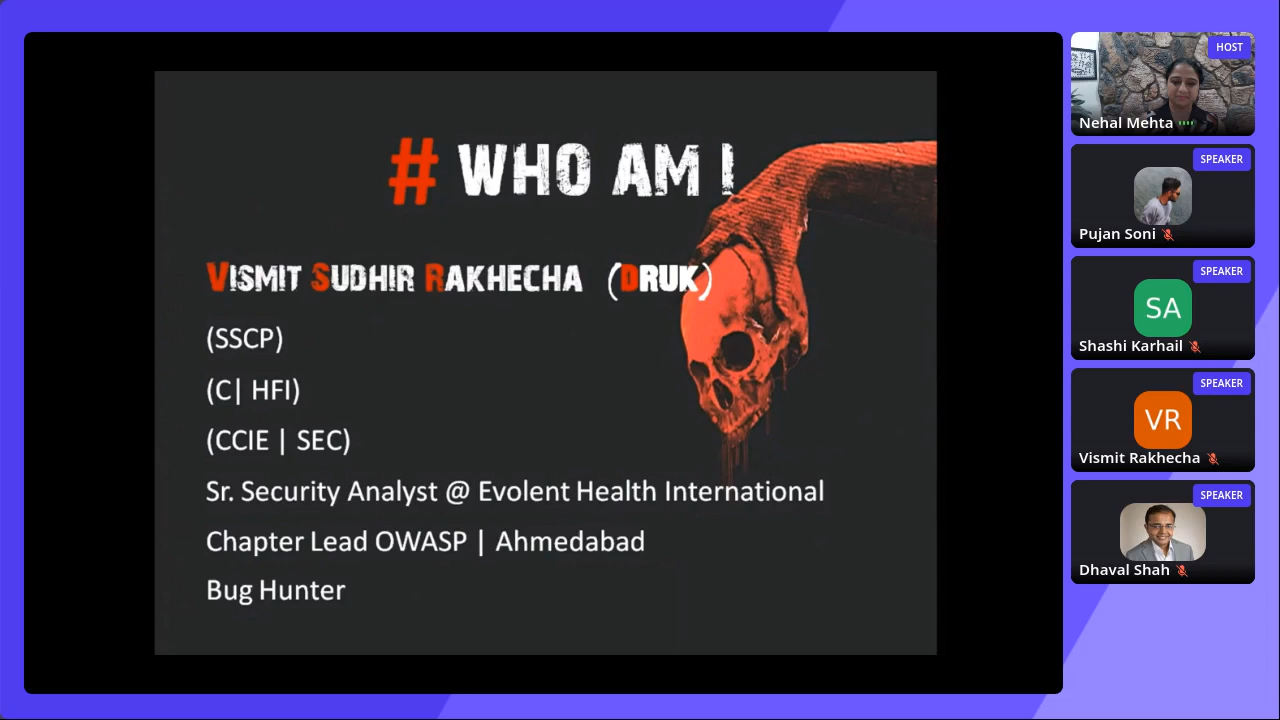 # WHO AM I
VISMIT SUDHIR RAKHECHA (DRUK)
(SSCP)
(C| HFI)
(CCIE | SEC)
Sr. Security Analyst @ Evolent Health International
Chapter Lead OWASP | Ahmedabad
Bug Hunter
HOST
Nehal Mehta
SPEAKER
Pujan Soni
SPEAKER
SA
Shashi Karhail
SPEAKER
VR
Vismit Rakhecha
SPEAKER
Dhaval Shah